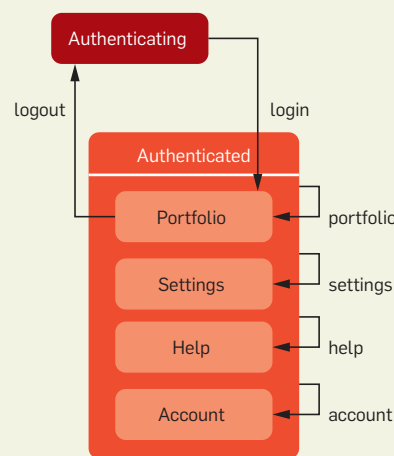 Authenticating
logout
login
Authenticated
Portfolio
portfolio
Settings
settings
Help
help
Account
account